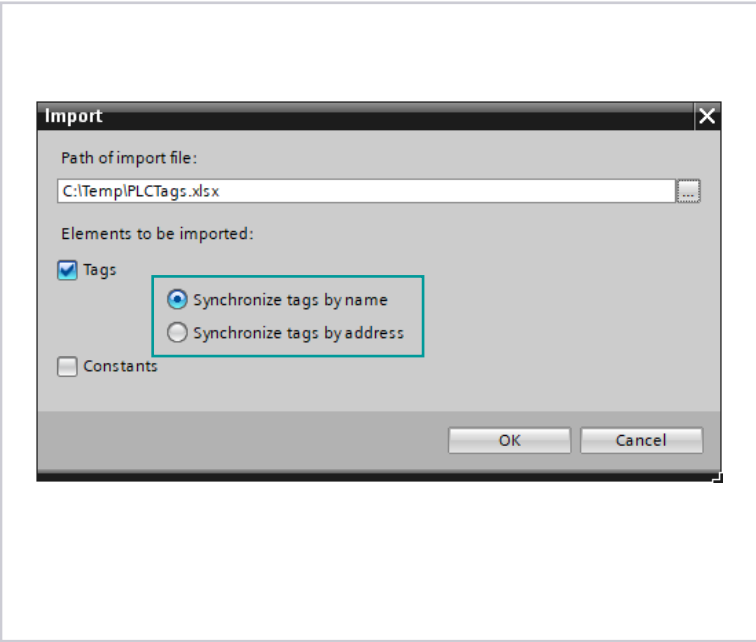 Import
Path of import file:
C:\Temp\PLCTags.xlsx
...
Elements to be imported:
Tags
Synchronize tags by name
Synchronize tags by address
Constants
OK Cancel